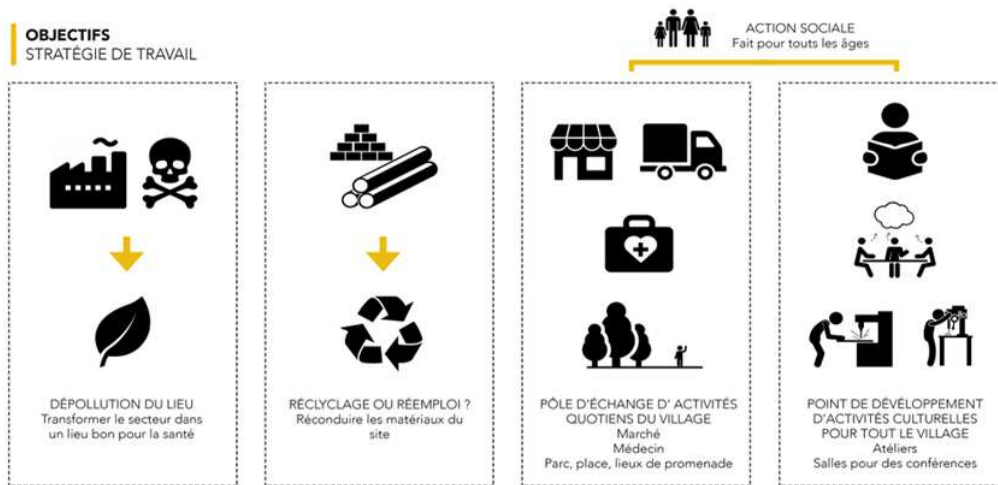 OBJECTIFS
STRATÉGIE DE TRAVAIL
ACTION SOCIALE
Fait pour touts les âges
DÉPOLLUTION DU LIEU
Transformer le secteur dans
un lieu bon pour la santé
RÉCLYCLAGE OU RÉEMPLOI ?
Réconduire les matériaux du
site
PÔLE D'ÉCHANGE D' ACTIVITÉS
QUOTIENS DU VILLAGE
Marché
Médecin
Parc, place, lieux de promenade
POINT DE DÉVÉLOPPEMENT
D'ACTIVITÉS CULTURELLES
POUR TOUT LE VILLAGE
Atéliers
Salles pour des conférences